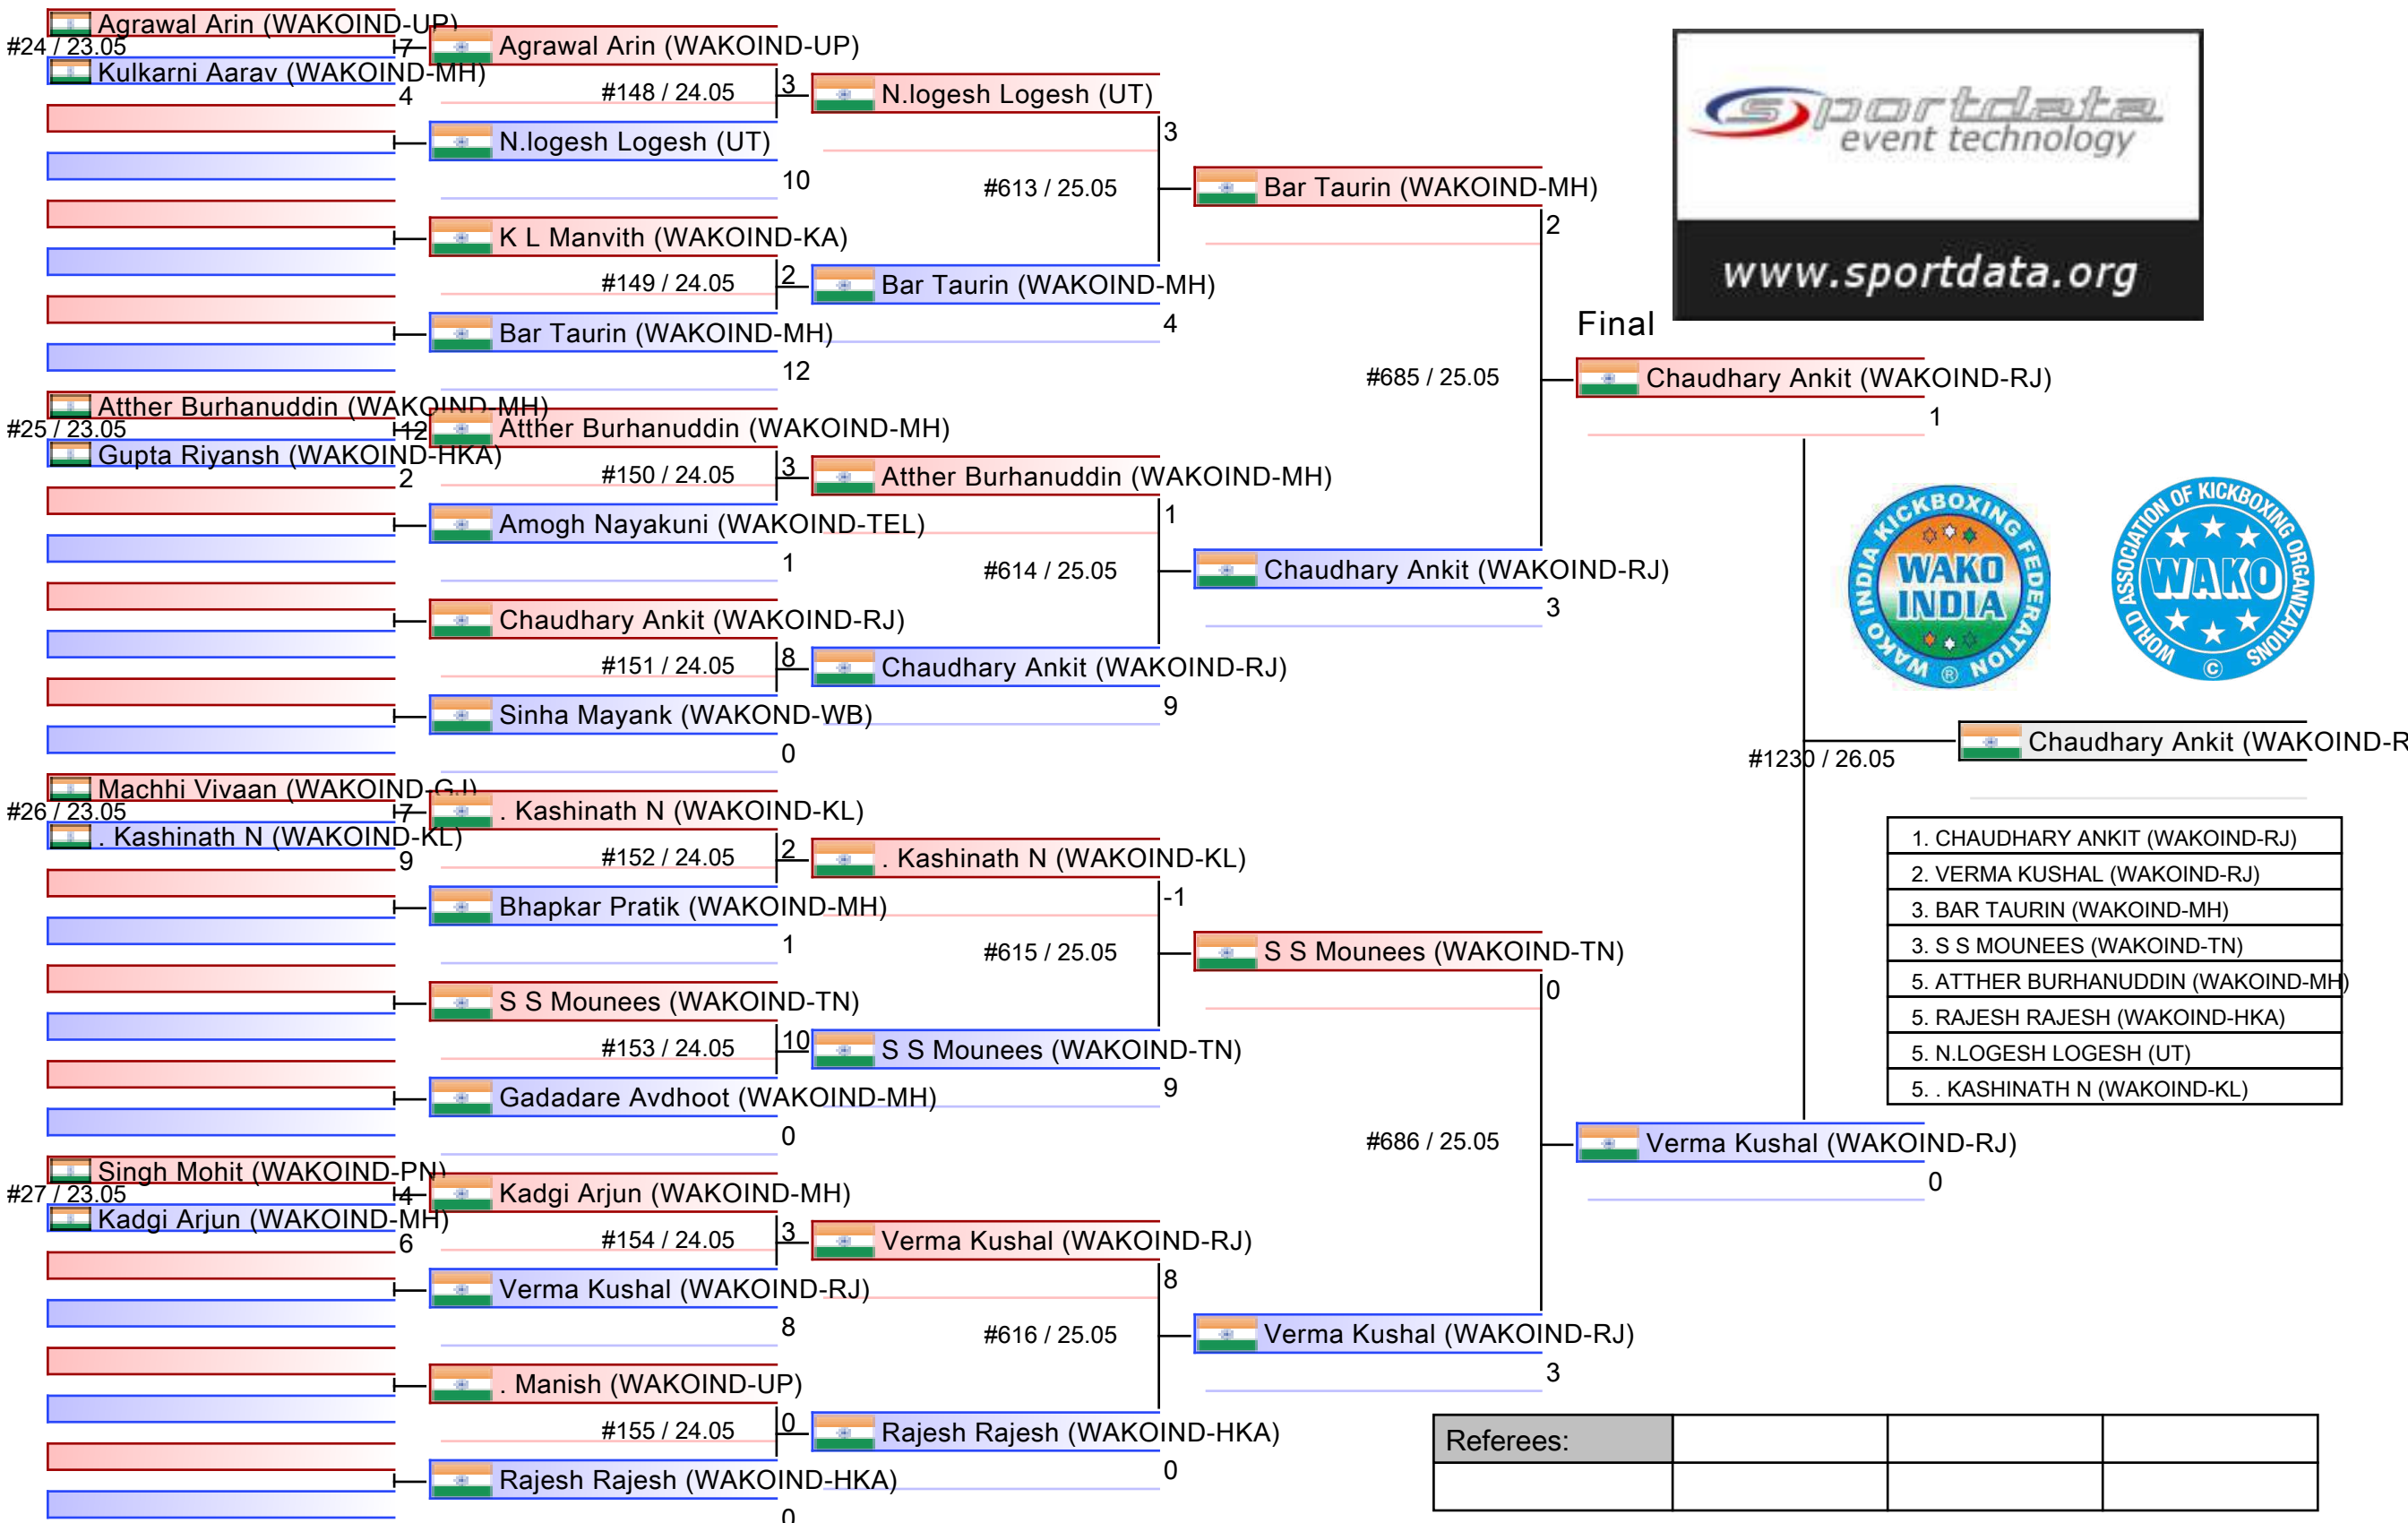 Agrawal Arin (WAKOIND-UP)
#24 / 23.05
7
Kulkarni Aarav (WAKOIND-MH)
4
Atther Burhanuddin (WAKOIND-MH)
#25 / 23.05
12
Gupta Riyansh (WAKOIND-HKA)
2
Machhi Vivaan (WAKOIND-GJ)
#26 / 23.05
7
. Kashinath N (WAKOIND-KL)
9
Singh Mohit (WAKOIND-PN)
#27 / 23.05
4
Kadgi Arjun (WAKOIND-MH)
6
Agrawal Arin (WAKOIND-UP)
#148 / 24.05
3
N.logesh Logesh (UT)
10
K L Manvith (WAKOIND-KA)
#149 / 24.05
2
Bar Taurin (WAKOIND-MH)
12
Atther Burhanuddin (WAKOIND-MH)
#150 / 24.05
3
Amogh Nayakuni (WAKOIND-TEL)
1
Chaudhary Ankit (WAKOIND-RJ)
#151 / 24.05
8
Sinha Mayank (WAKOND-WB)
0
. Kashinath N (WAKOIND-KL)
#152 / 24.05
2
Bhapkar Pratik (WAKOIND-MH)
1
S S Mounees (WAKOIND-TN)
#153 / 24.05
10
Gadadare Avdhoot (WAKOIND-MH)
0
Kadgi Arjun (WAKOIND-MH)
#154 / 24.05
3
Verma Kushal (WAKOIND-RJ)
8
. Manish (WAKOIND-UP)
#155 / 24.05
0
Rajesh Rajesh (WAKOIND-HKA)
0
N.logesh Logesh (UT)
3
#613 / 25.05
Bar Taurin (WAKOIND-MH)
4
Atther Burhanuddin (WAKOIND-MH)
1
#614 / 25.05
Chaudhary Ankit (WAKOIND-RJ)
9
. Kashinath N (WAKOIND-KL)
-1
#615 / 25.05
S S Mounees (WAKOIND-TN)
9
Verma Kushal (WAKOIND-RJ)
8
#616 / 25.05
Rajesh Rajesh (WAKOIND-HKA)
0
Bar Taurin (WAKOIND-MH)
2
#685 / 25.05
Chaudhary Ankit (WAKOIND-RJ)
3
S S Mounees (WAKOIND-TN)
0
#686 / 25.05
Verma Kushal (WAKOIND-RJ)
3
Final
Chaudhary Ankit (WAKOIND-RJ)
1
#1230 / 26.05
Verma Kushal (WAKOIND-RJ)
0
Chaudhary Ankit (WAKOIND-R
sportdata
event technology
www.sportdata.org
WAKO INDIA KICKBOXING FEDERATION
WAKO
INDIA
®
WORLD ASSOCIATION OF KICKBOXING ORGANIZATIONS
WAKO
©
1. CHAUDHARY ANKIT (WAKOIND-RJ)
2. VERMA KUSHAL (WAKOIND-RJ)
3. BAR TAURIN (WAKOIND-MH)
3. S S MOUNEES (WAKOIND-TN)
5. ATTHER BURHANUDDIN (WAKOIND-MH)
5. RAJESH RAJESH (WAKOIND-HKA)
5. N.LOGESH LOGESH (UT)
5. . KASHINATH N (WAKOIND-KL)
Referees: